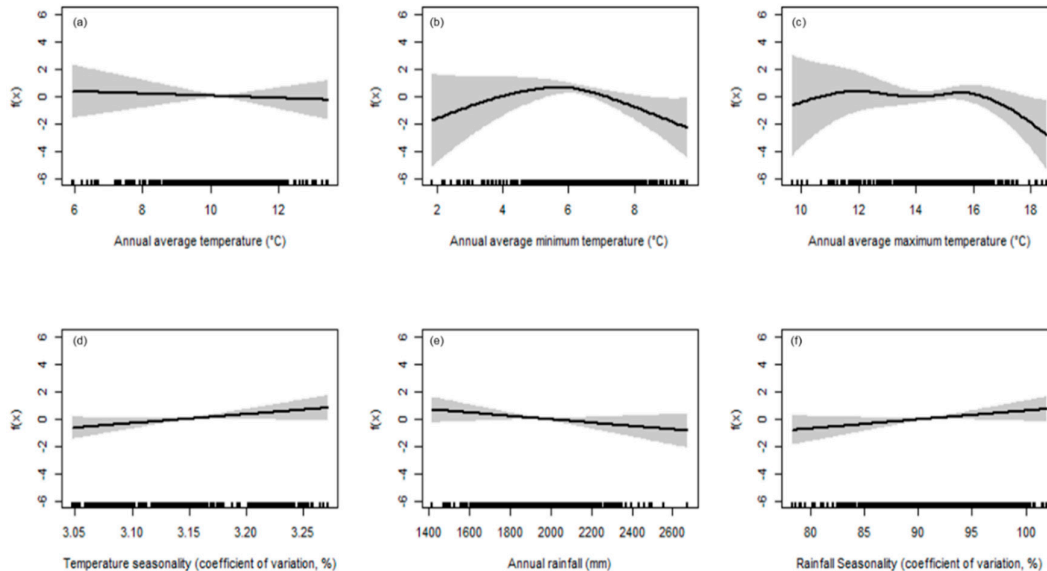 (a)
6
4
2
0
-2
-4
-6
f(x)
6 8 10 12
Annual average temperature (°C)
(b)
6
4
2
0
-2
-4
-6
f(x)
2 4 6 8
Annual average minimum temperature (°C)
(c)
6
4
2
0
-2
-4
-6
f(x)
10 12 14 16 18
Annual average maximum temperature (°C)
(d)
6
4
2
0
-2
-4
-6
f(x)
3.05 3.10 3.15 3.20 3.25
Temperature seasonality (coefficient of variation, %)
(e)
6
4
2
0
-2
-4
-6
f(x)
1400 1600 1800 2000 2200 2400 2600
Annual rainfall (mm)
(f)
6
4
2
0
-2
-4
-6
f(x)
80 85 90 95 100
Rainfall Seasonality (coefficient of variation, %)